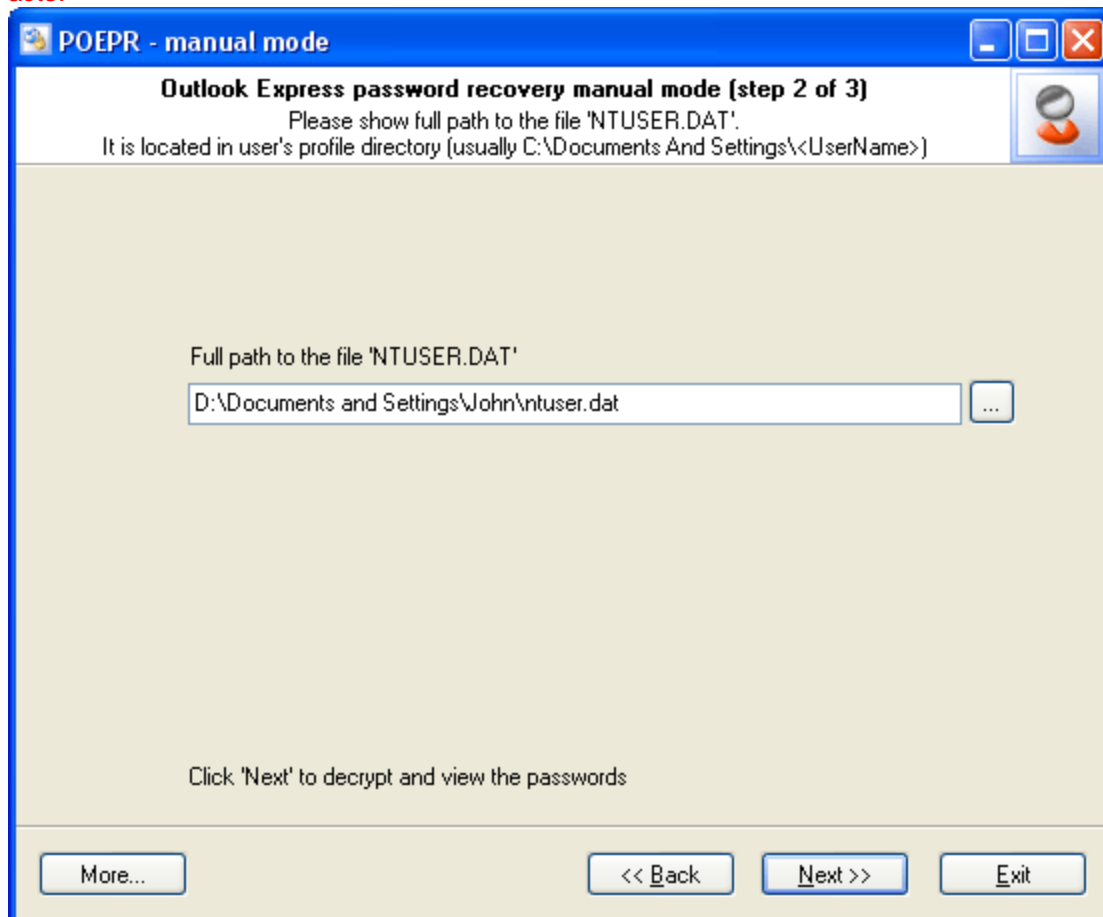 POEPR - manual mode
Outlook Express password recovery manual mode (step 2 of 3)
Please show full path to the file 'NTUSER.DAT'.
It is located in user's profile directory (usually C:\Documents And Settings\<UserName>)
Full path to the file 'NTUSER.DAT'
D:\Documents and Settings\John\ntuser.dat
...
Click 'Next' to decrypt and view the passwords
More...
<< Back
Next >>
Exit